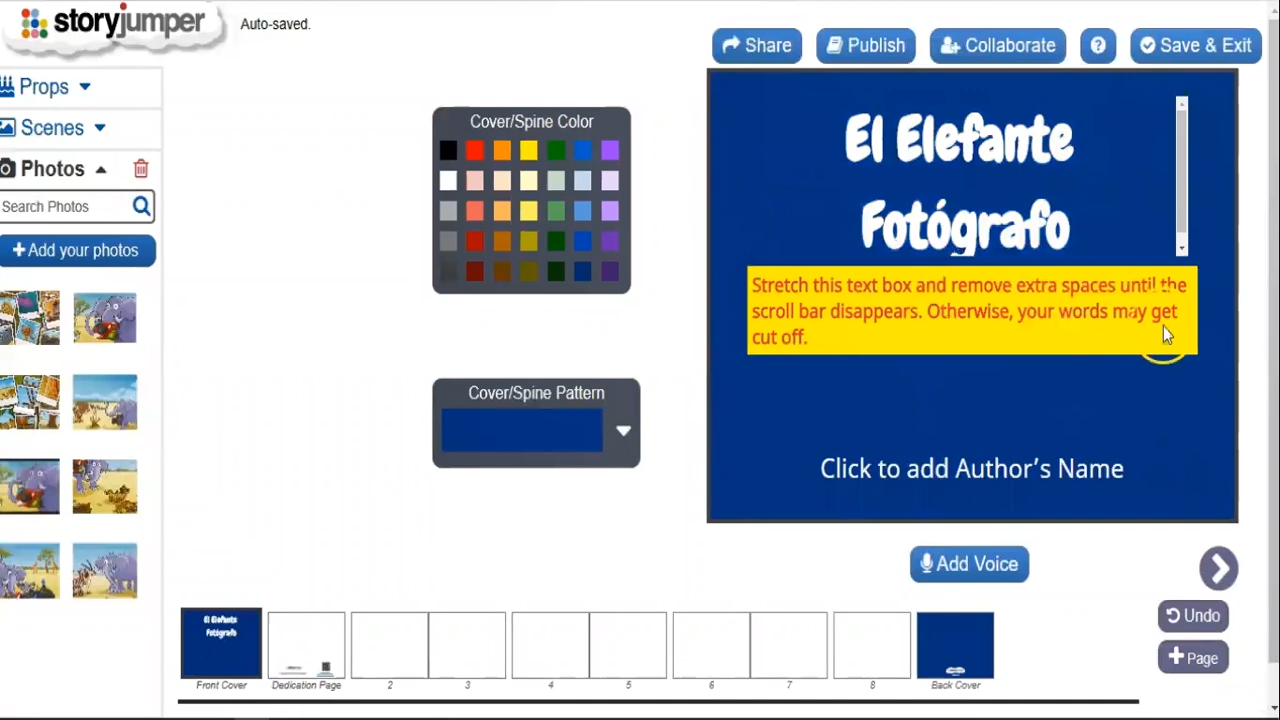 storyjumper
Auto-saved.
Share
Publish
Collaborate
?
Save & Exit
Props
Scenes
Photos
Search Photos
+Add your photos
Cover/Spine Color
Cover/Spine Pattern
El Elefante
Fotógrafo
Stretch this text box and remove extra spaces until the
scroll bar disappears. Otherwise, your words may get
cut off.
Click to add Author's Name
Add Voice
Undo
+ Page
El Elefante
Fotógrafo
Front Cover
Dedication Page
2
3
4
5
6
7
8
Back Cover